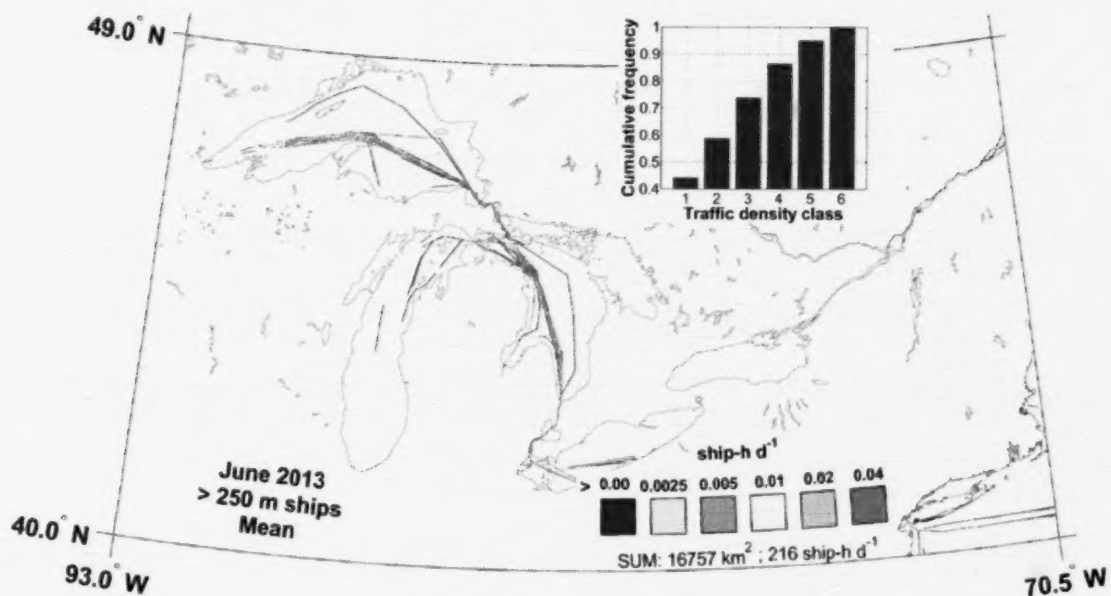 49.0° N
1
0.9
0.8
0.7
0.6
0.5
0.4
Cumulative frequency
1 2 3 4 5 6
Traffic density class
June 2013
> 250 m ships
Mean
ship-h d⁻¹
> 0.00 0.0025 0.005 0.01 0.02 0.04
SUM: 16757 km² ; 216 ship-h d⁻¹
40.0° N
93.0° W
70.5° W